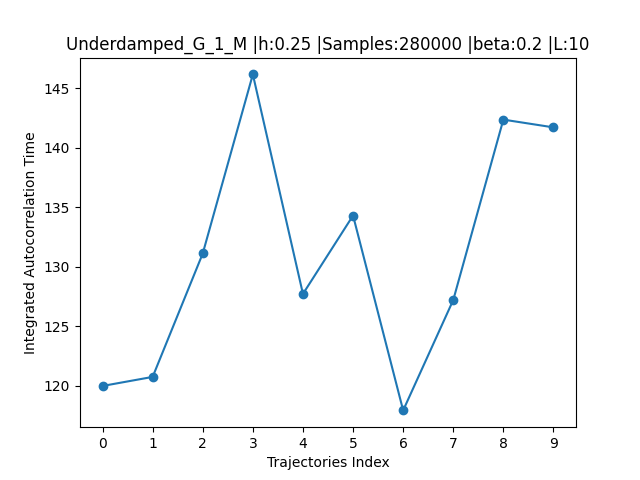 Underdamped_G_1_M |h:0.25 |Samples:280000 |beta:0.2 |L:10
Integrated Autocorrelation Time
145
140
135
130
125
120
0 1 2 3 4 5 6 7 8 9
Trajectories Index